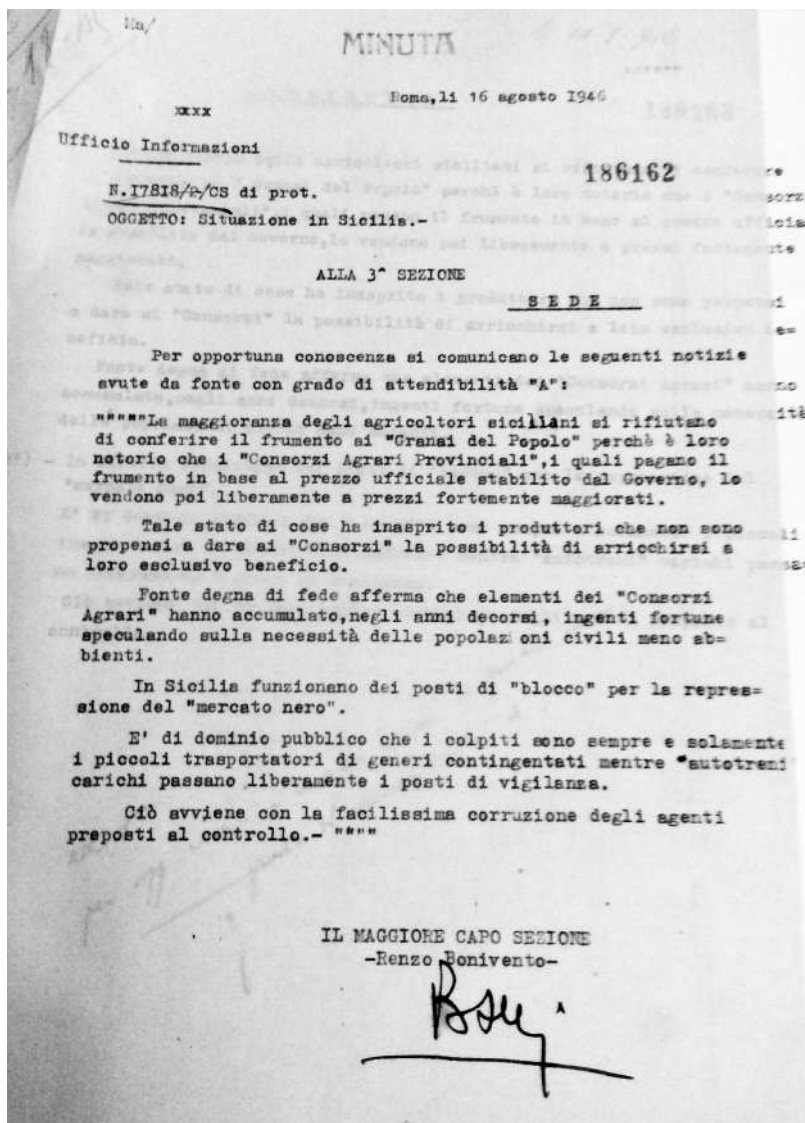 Ma/
MINUTA
Roma,li 16 agosto I946
xxxx
Ufficio Informazioni
186162
N.I78I8/2/CS di prot.
OGGETTO: Situazione in Sicilia.-
ALLA 3^ SEZIONE
S E D E
Per opportuna conoscenza si comunicano le seguenti notizie
avute da fonte con grado di attendibilità "A":
"""""La maggioranza degli agricoltori siciliani si rifiutano
di conferire il frumento ai "Granai del Popolo" perchè è loro
notorio che i "Consorzi Agrari Provinciali",i quali pagano il
frumento in base al prezzo ufficiale stabilito dal Governo, lo
vendono poi liberamente a prezzi fortemente maggiorati.
Tale stato di cose ha inasprito i produttori che non sono
propensi a dare ai "Consorzi" la possibilità di arricchirsi a
loro esclusivo beneficio.
Fonte degna di fede afferma che elementi dei "Consorzi
Agrari" hanno accumulato,negli anni decorsi, ingenti fortune
speculando sulla necessità delle popolaz oni civili meno ab=
bienti.
In Sicilia funzionano dei posti di "blocco" per la repres=
sione del "mercato nero".
E' di dominio pubblico che i colpiti sono sempre e solamente
i piccoli trasportatori di generi contingentati mentre "autotreni
carichi passano liberamente i posti di vigilanza.
Ciò avviene con la facilissima corruzione degli agenti
preposti al controllo.- """"
IL MAGGIORE CAPO SEZIONE
-Renzo Bonivento-